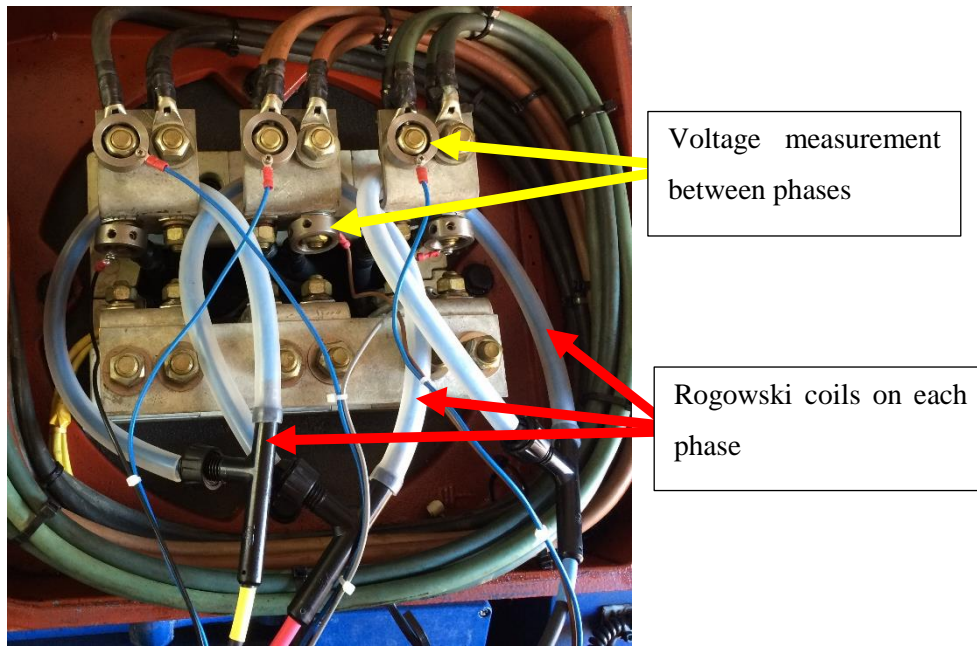 Voltage measurement
between phases
Rogowski coils on each
phase